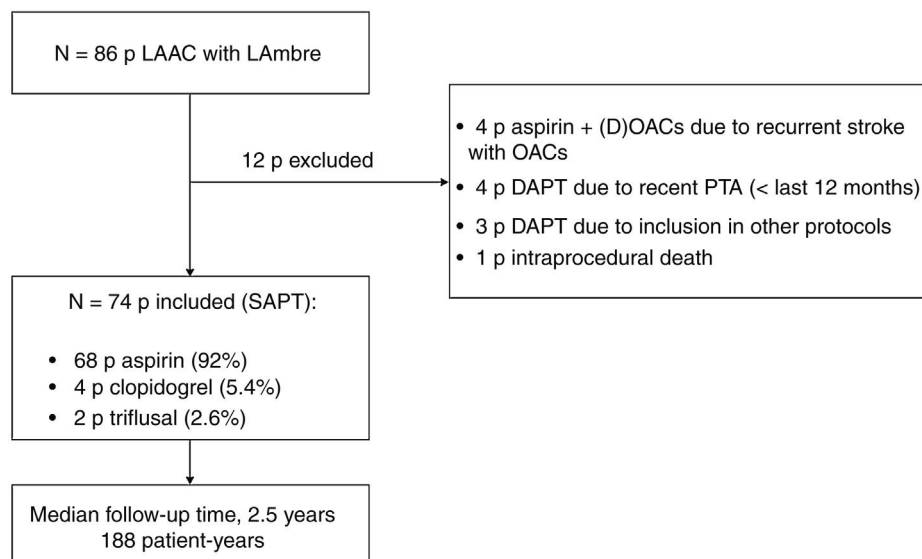 N = 86 p LAAC with LAmbre
12 p excluded
• 4 p aspirin + (D)OACs due to recurrent stroke
with OACs
• 4 p DAPT due to recent PTA (< last 12 months)
• 3 p DAPT due to inclusion in other protocols
• 1 p intraprocedural death
N = 74 p included (SAPT):
• 68 p aspirin (92%)
• 4 p clopidogrel (5.4%)
• 2 p triflusal (2.6%)
Median follow-up time, 2.5 years
188 patient-years